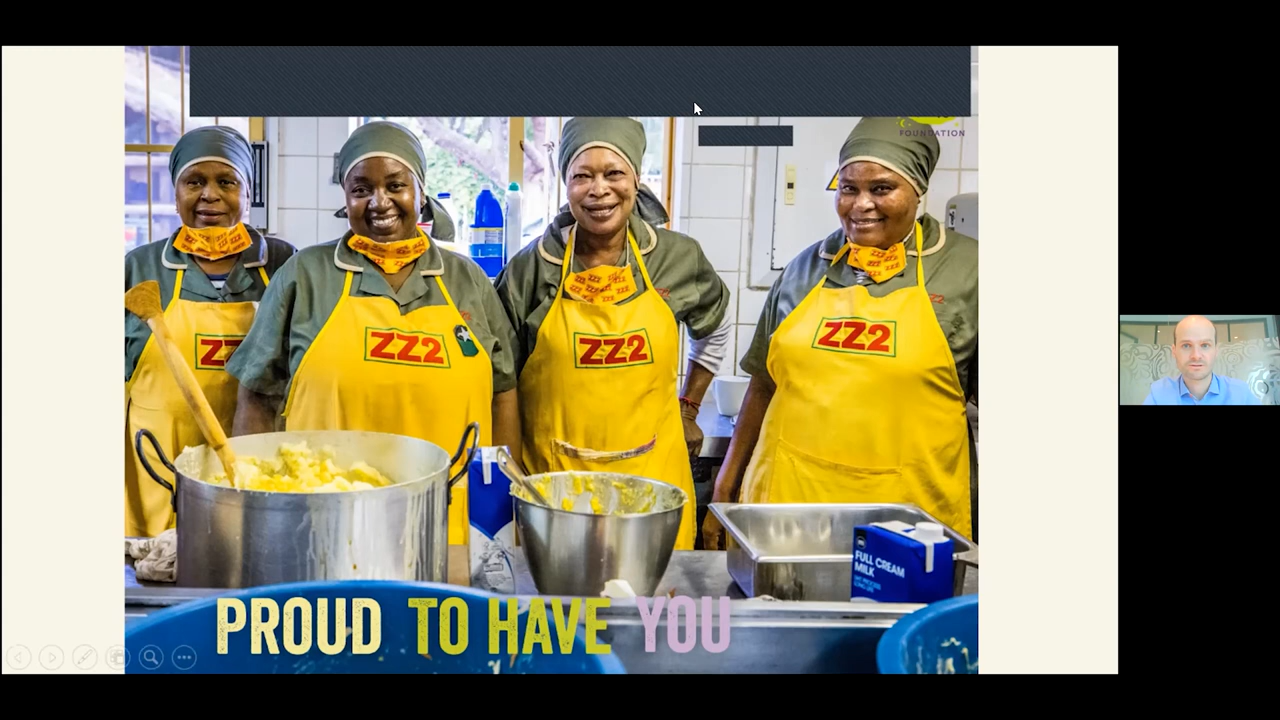 FOUNDATION
ZZ2
ZZ2
ZZ2
ZZ2
FULL CREAM
MILK
PROUD TO HAVE YOU